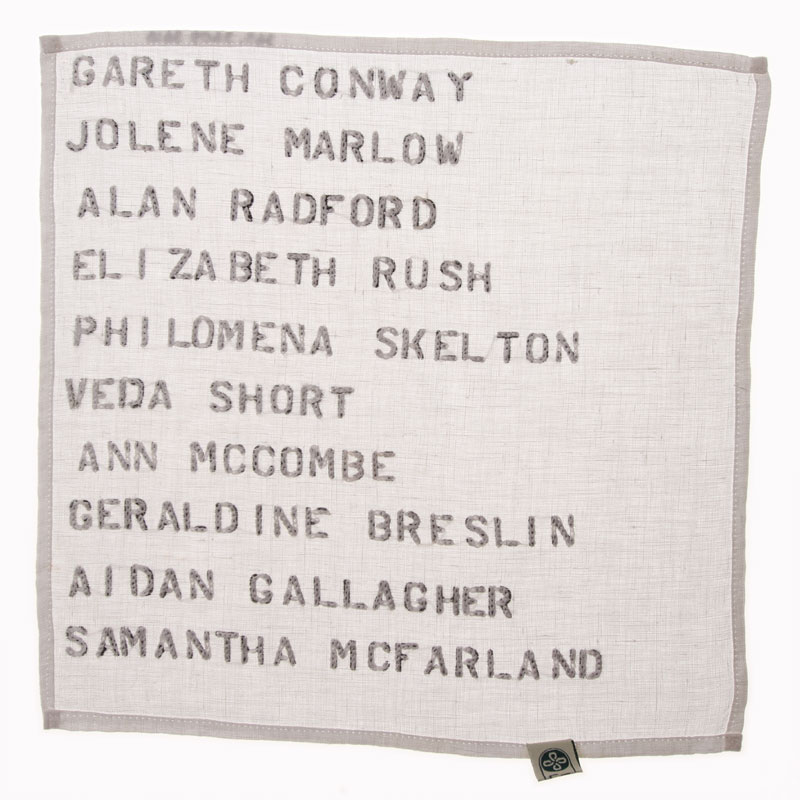 GARETH CONWAY
JOLENE MARLOW
ALAN RADFORD
ELIZABETH RUSH
PHILOMENA SKELTON
VEDA SHORT
ANN MCCOMBE
GERALDINE BRESLIN
AIDAN GALLAGHER
SAMANTHA MCFARLAND